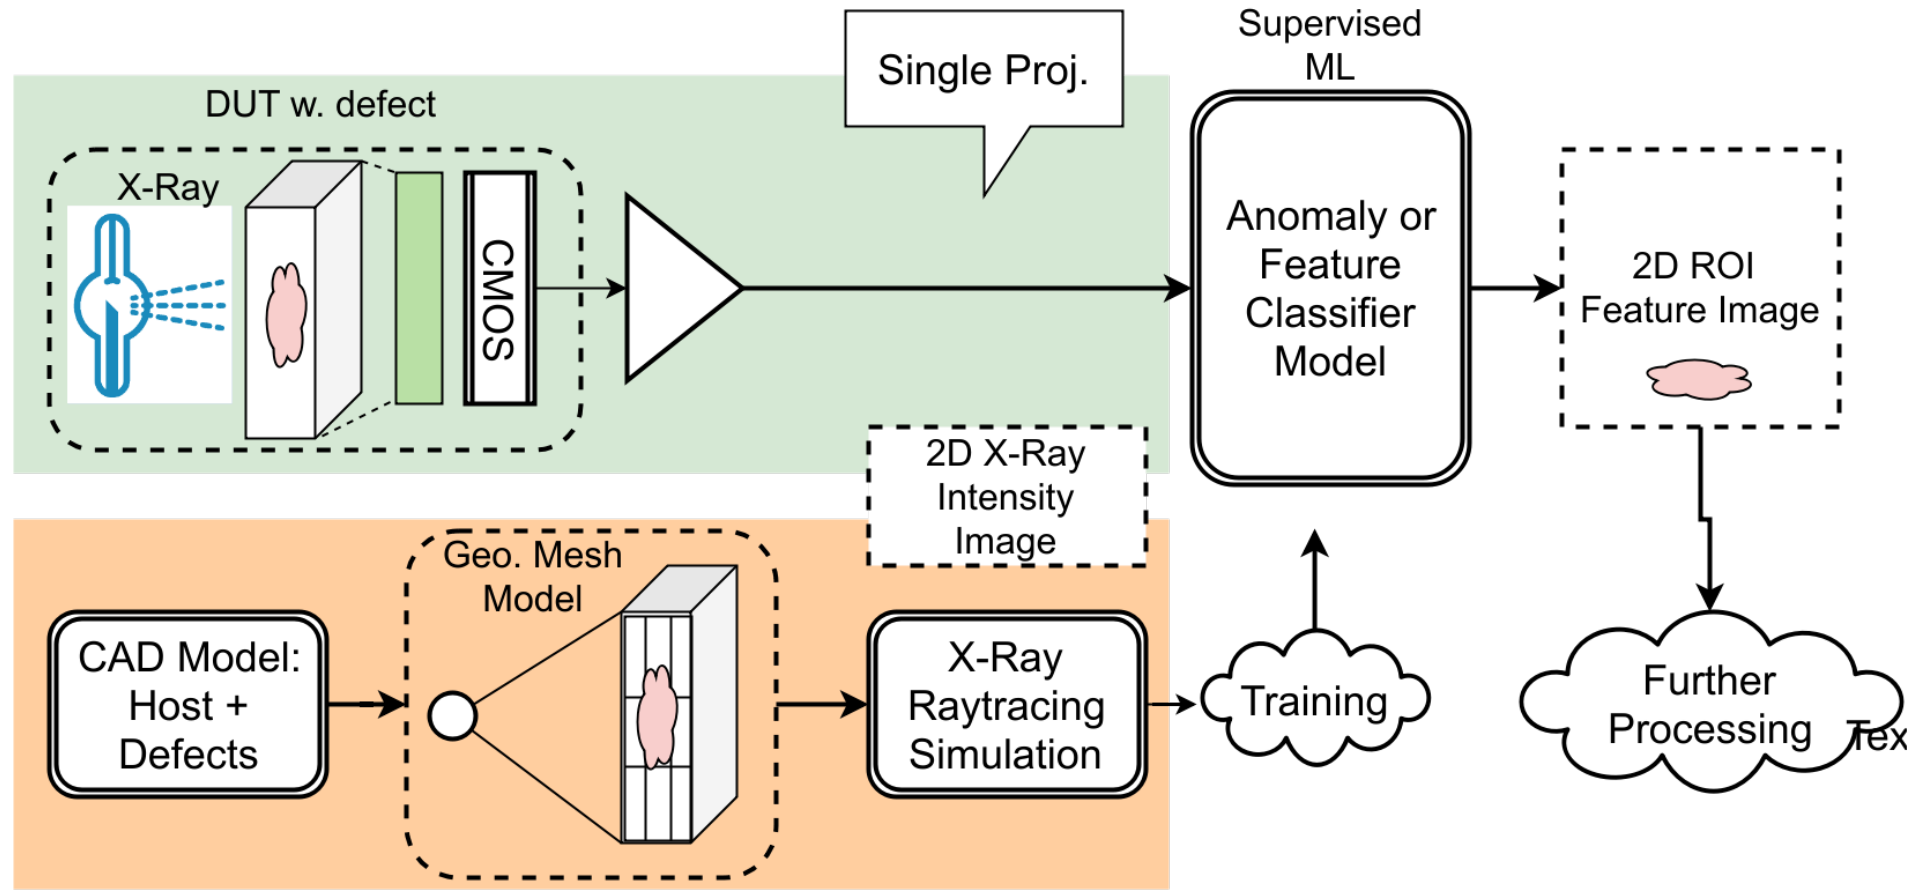 Supervised
ML
Single Proj.
DUT w. defect
X-Ray
CMOS
Anomaly or
Feature
Classifier
Model
2D ROI
Feature Image
2D X-Ray
Intensity
Image
Geo. Mesh
Model
CAD Model:
Host +
Defects
X-Ray
Raytracing
Simulation
Training
Further
Processing
Tex